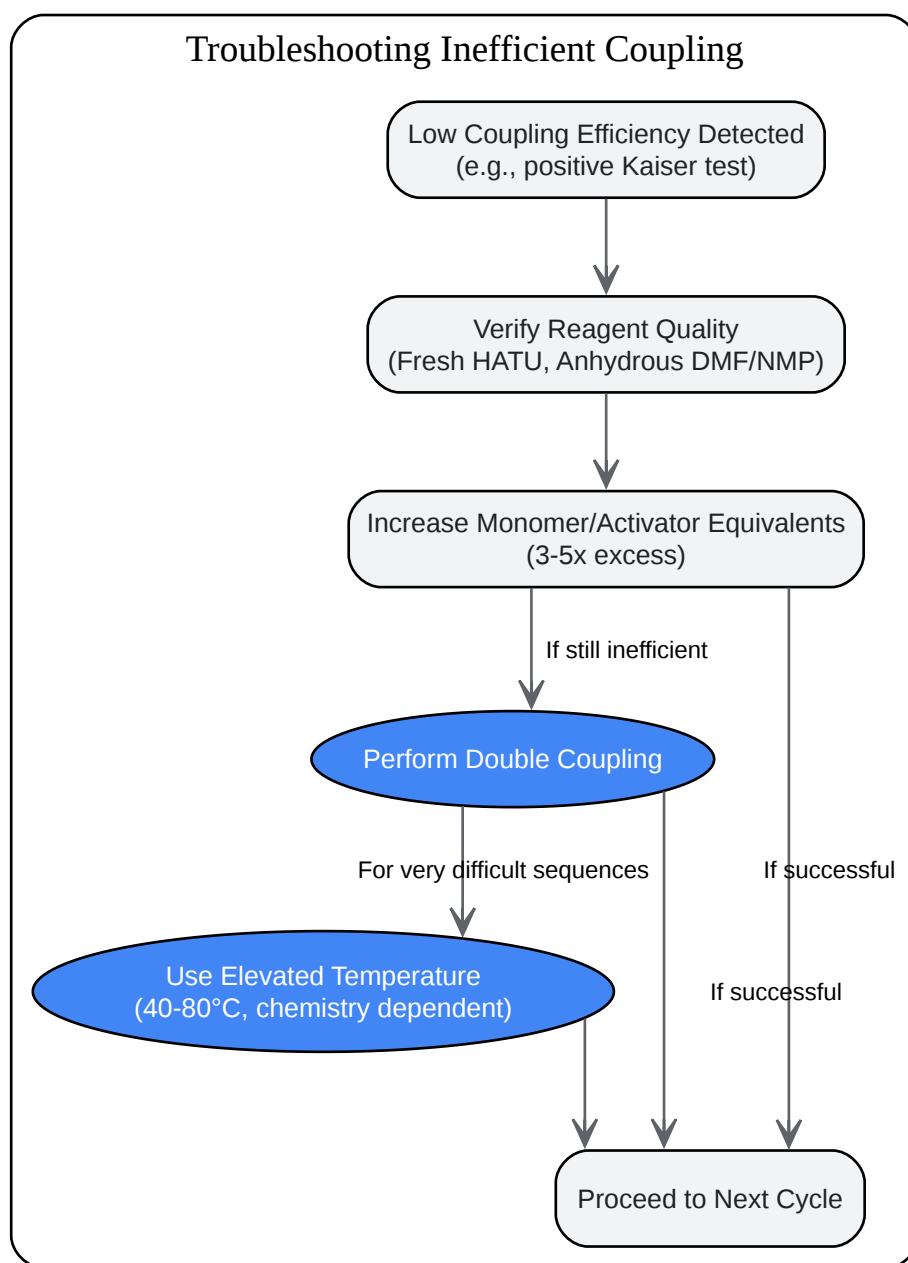 Troubleshooting Inefficient Coupling
Low Coupling Efficiency Detected
(e.g., positive Kaiser test)
Verify Reagent Quality
(Fresh HATU, Anhydrous DMF/NMP)
Increase Monomer/Activator Equivalents
(3-5x excess)
If still inefficient
Perform Double Coupling
For very difficult sequences
If successful
Use Elevated Temperature
(40-80°C, chemistry dependent)
If successful
Proceed to Next Cycle